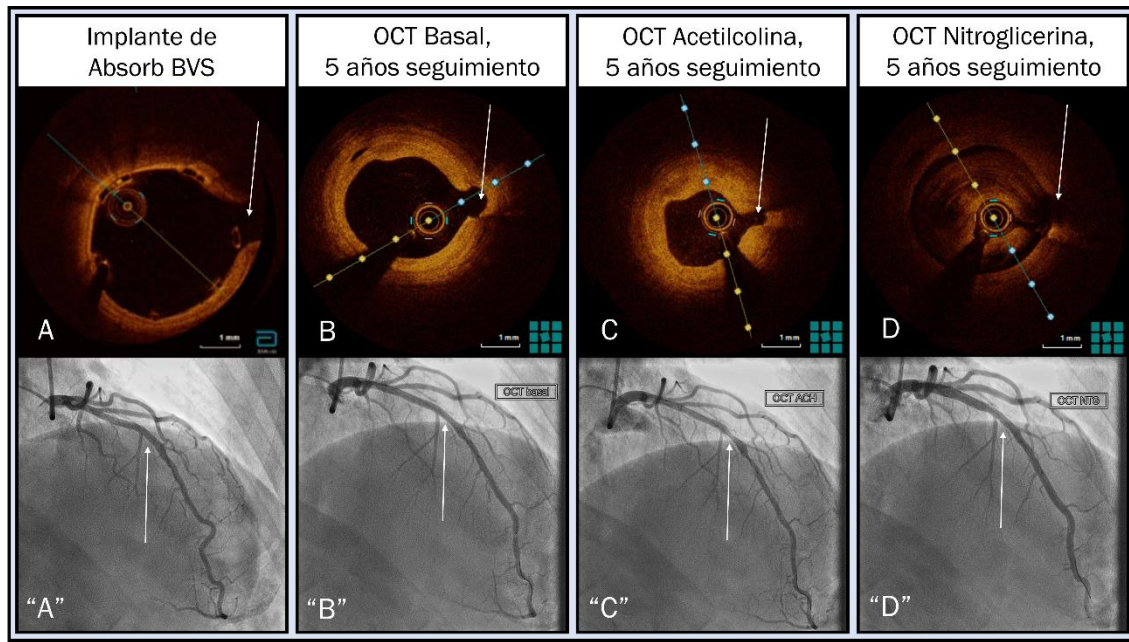 Implante de
Absorb BVS
OCT Basal,
5 años seguimiento
OCT Acetilcolina,
5 años seguimiento
OCT Nitroglicerina,
5 años seguimiento
A
1 mm
B
1 mm
C
1 mm
D
1 mm
"A"
OCT basal
"B"
OCT ACH
"C"
OCT NTG
"D"